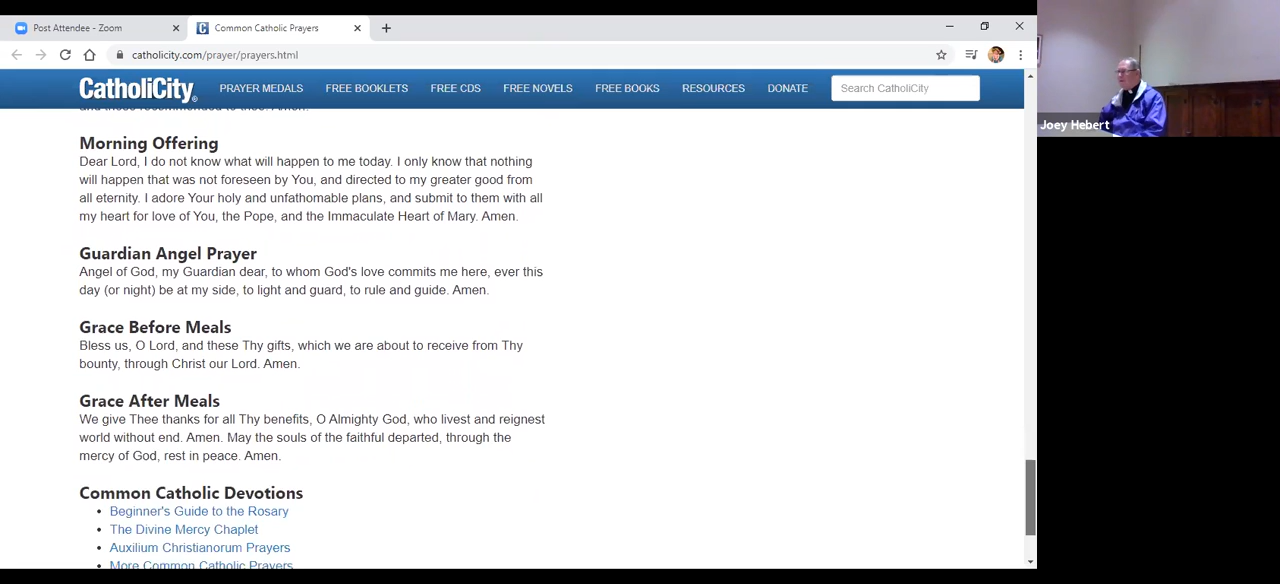 Post Attendee - Zoom
Common Catholic Prayers
catholicity.com/prayer/prayers.html
CatholiCity®
PRAYER MEDALS
FREE BOOKLETS
FREE CDS
FREE NOVELS
FREE BOOKS
RESOURCES
DONATE
Search CatholiCity
and those recommended to thee. Amen.
Morning Offering
Dear Lord, I do not know what will happen to me today. I only know that nothing
will happen that was not foreseen by You, and directed to my greater good from
all eternity. I adore Your holy and unfathomable plans, and submit to them with all
my heart for love of You, the Pope, and the Immaculate Heart of Mary. Amen.
Guardian Angel Prayer
Angel of God, my Guardian dear, to whom God's love commits me here, ever this
day (or night) be at my side, to light and guard, to rule and guide. Amen.
Grace Before Meals
Bless us, O Lord, and these Thy gifts, which we are about to receive from Thy
bounty, through Christ our Lord. Amen.
Grace After Meals
We give Thee thanks for all Thy benefits, O Almighty God, who livest and reignest
world without end. Amen. May the souls of the faithful departed, through the
mercy of God, rest in peace. Amen.
Common Catholic Devotions
• Beginner's Guide to the Rosary
• The Divine Mercy Chaplet
• Auxilium Christianorum Prayers
• More Common Catholic Prayers
Joey Hebert